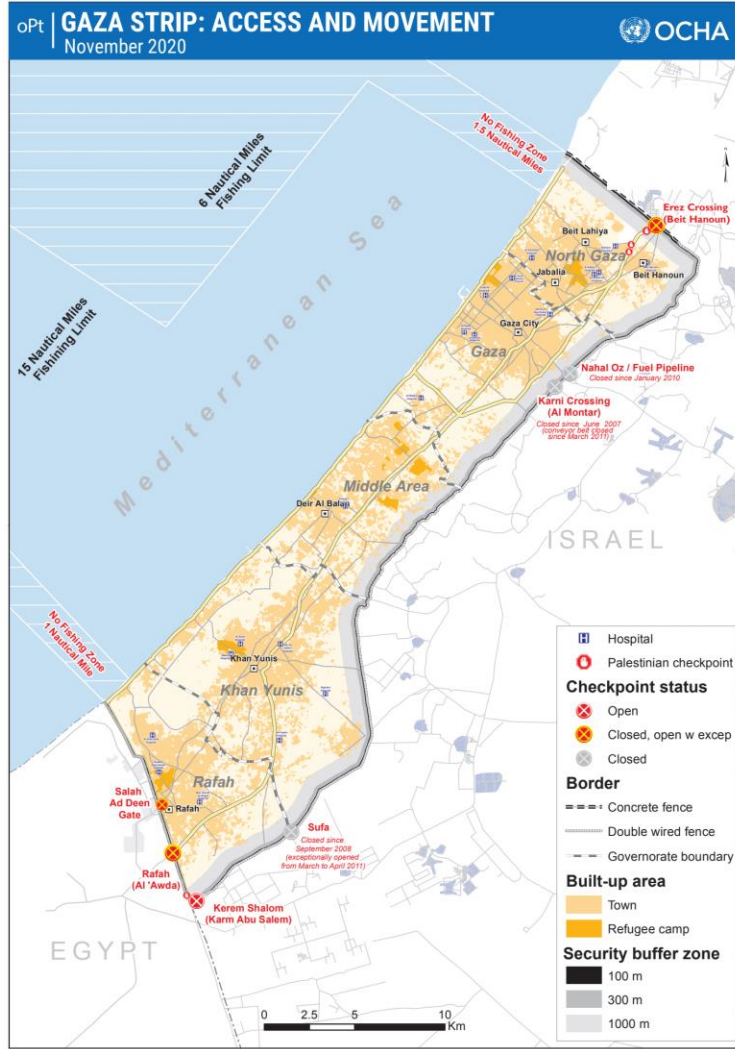 oPt
GAZA STRIP: ACCESS AND MOVEMENT
November 2020
OCHA
No Fishing Zone
1.5 Nautical Miles
6 Nautical Miles
Fishing Limit
15 Nautical Miles
Fishining Limit
Mediterranean Sea
Erez Crossing
(Beit Hanoun)
Beit Lahiya
North Gaza
Jabalia
Beit Hanoun
Gaza City
Gaza
Nahal Oz / Fuel Pipeline
Closed since January 2010
Karni Crossing
(Al Montar)
Closed since June 2007
(conveyor belt closed
since March 2011)
Middle Area
Deir Al Balah
ISRAEL
No Fishing Zone
1 Nautical Mile
Khan Yunis
Khan Yunis
Rafah
Salah
Ad Deen
Gate
Rafah
Sufa
Closed since
September 2008
(exceptionally opened
from March to April 2011)
Rafah
(Al 'Awda)
Kerem Shalom
(Karm Abu Salem)
EGYPT
0 2.5 5 10
Km
Hospital
Palestinian checkpoint
Checkpoint status
Open
Closed, open w excep
Closed
Border
Concrete fence
Double wired fence
Governorate boundary
Built-up area
Town
Refugee camp
Security buffer zone
100 m
300 m
1000 m